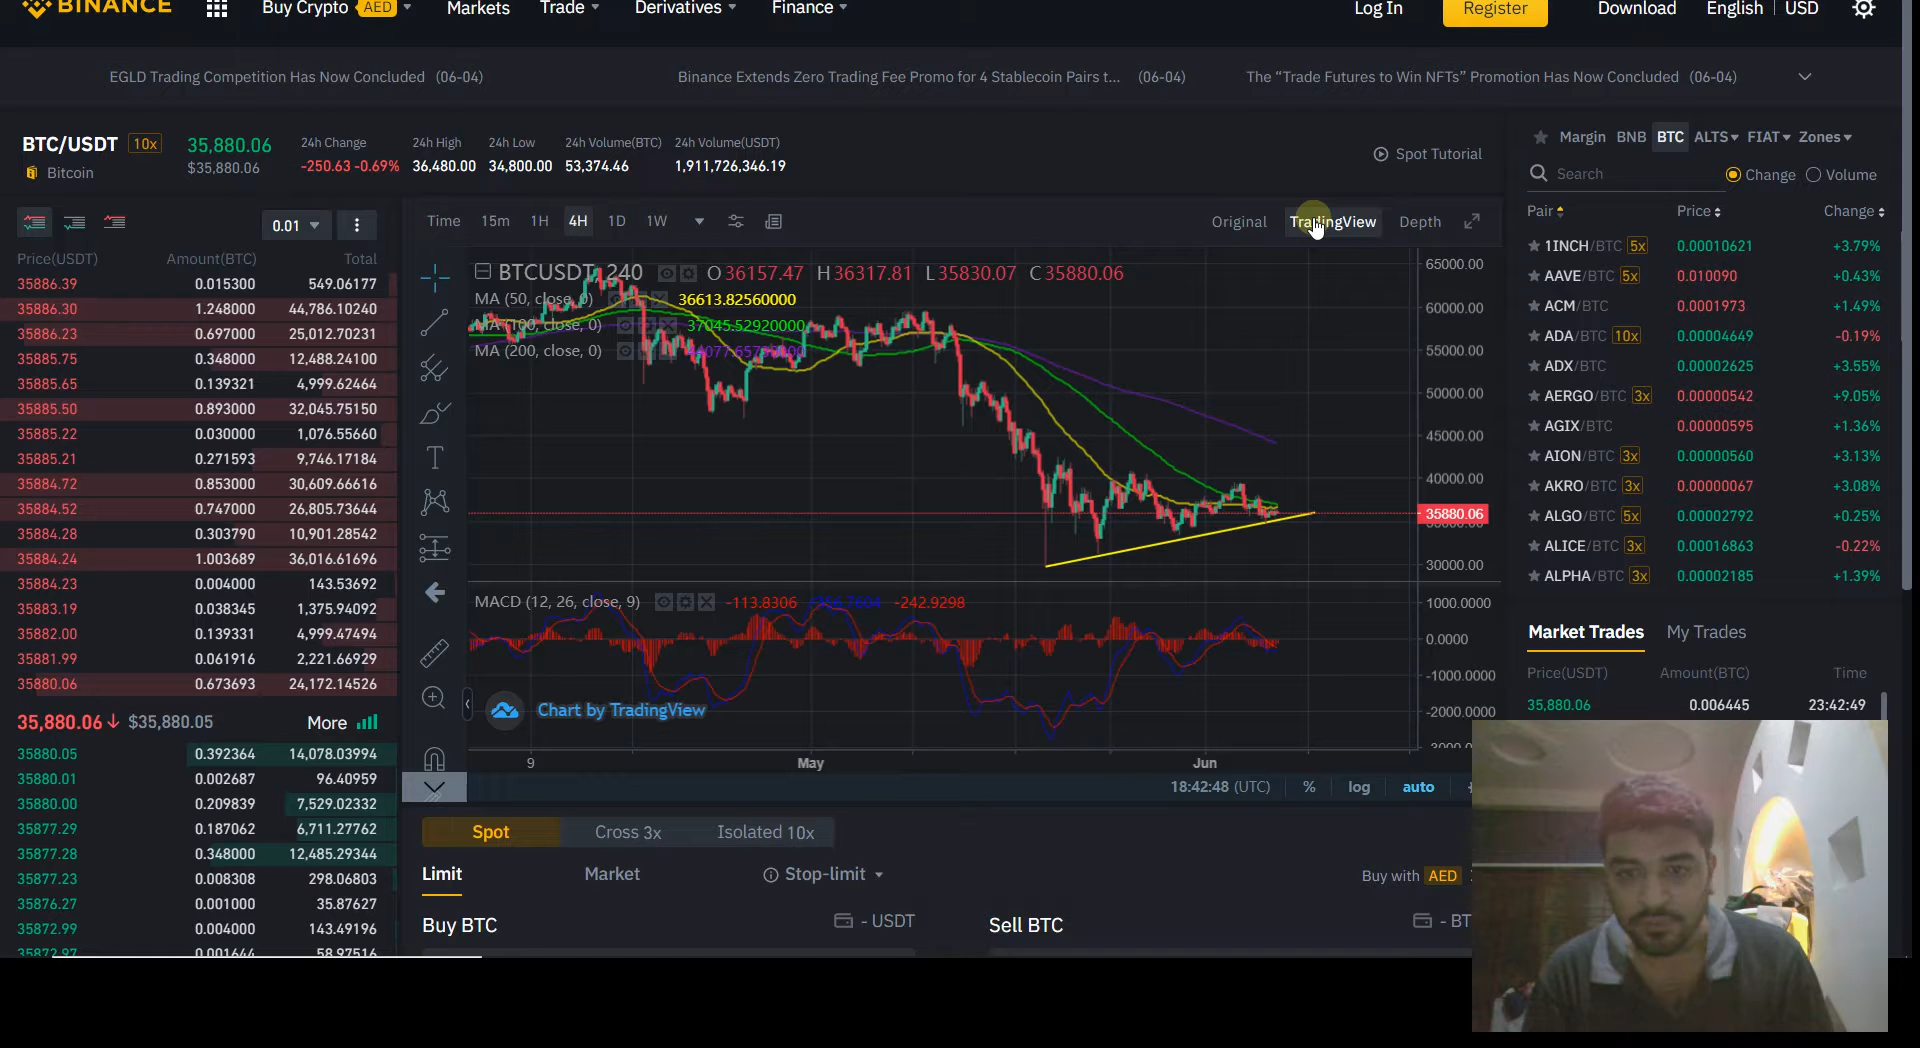 BINANCE
Buy Crypto AED Markets Trade Derivatives Finance Log In Register Download English USD
EGLD Trading Competition Has Now Concluded (06-04) Binance Extends Zero Trading Fee Promo for 4 Stablecoin Pairs t... (06-04) The “Trade Futures to Win NFTs” Promotion Has Now Concluded (06-04)
BTC/USDT 10x
Bitcoin
35,880.06
$35,880.06
24h Change
-250.63 -0.69%
24h High
36,480.00
24h Low
34,800.00
24h Volume(BTC)
53,374.46
24h Volume(USDT)
1,911,726,346.19
Spot Tutorial
0.01
Price(USDT) Amount(BTC) Total
35886.39 0.015300 549.06177
35886.30 1.248000 44,786.10240
35886.23 0.697000 25,012.70231
35885.75 0.348000 12,488.24100
35885.65 0.139321 4,999.62464
35885.50 0.893000 32,045.75150
35885.22 0.030000 1,076.55660
35885.21 0.271593 9,746.17184
35884.72 0.853000 30,609.66616
35884.52 0.747000 26,805.73644
35884.28 0.303790 10,901.28542
35884.24 1.003689 36,016.61696
35884.23 0.004000 143.53692
35883.19 0.038345 1,375.94092
35882.00 0.139331 4,999.47494
35881.99 0.061916 2,221.66929
35880.06 0.673693 24,172.14526
35,880.06 $35,880.05 More
35880.05 0.392364 14,078.03994
35880.01 0.002687 96.40959
35880.00 0.209839 7,529.02332
35877.29 0.187062 6,711.27762
35877.28 0.348000 12,485.29344
35877.23 0.008308 298.06803
35876.27 0.001000 35.87627
35872.99 0.004000 143.49196
35872.97 0.001644 58.97516
Time 15m 1H 4H 1D 1W Original TradingView Depth
BTCUSDT, 240 O36157.47 H36317.81 L35830.07 C35880.06
MA (50, close, 0) 36613.82560000
MA (100, close, 0) 37045.52920000
MA (200, close, 0)
65000.00
60000.00
55000.00
50000.00
45000.00
40000.00
35880.06
30000.00
MACD (12, 26, close, 9) -113.8306 -242.9298
1000.0000
0.0000
-1000.0000
-2000.0000
Chart by TradingView
9 May Jun
18:42:48 (UTC) % log auto
Spot Cross 3x Isolated 10x
Limit Market Stop-limit Buy with AED
Buy BTC - USDT Sell BTC - BT
Margin BNB BTC ALTS FIAT Zones
Search Change Volume
Pair Price Change
1INCH/BTC 5x 0.00010621 +3.79%
AAVE/BTC 5x 0.010090 +0.43%
ACM/BTC 0.0001973 +1.49%
ADA/BTC 10x 0.00004649 -0.19%
ADX/BTC 0.00002625 +3.55%
AERGO/BTC 3x 0.00000542 +9.05%
AGIX/BTC 0.00000595 +1.36%
AION/BTC 3x 0.00000560 +3.13%
AKRO/BTC 3x 0.00000067 +3.08%
ALGO/BTC 5x 0.00002792 +0.25%
ALICE/BTC 3x 0.00016863 -0.22%
ALPHA/BTC 3x 0.00002185 +1.39%
Market Trades My Trades
Price(USDT) Amount(BTC) Time
35,880.06 0.006445 23:42:49